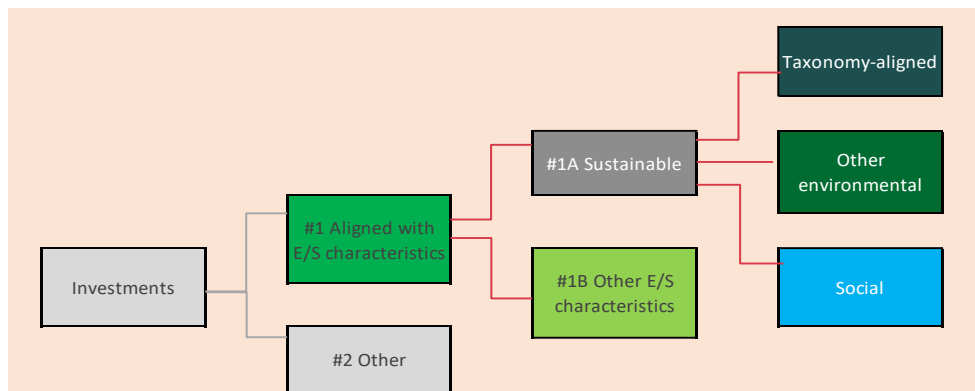 Taxonomy-aligned
#1A Sustainable
Other
environmental
#1 Aligned with
E/S characteristics
Investments
#1B Other E/S
characteristics
Social
#2 Other